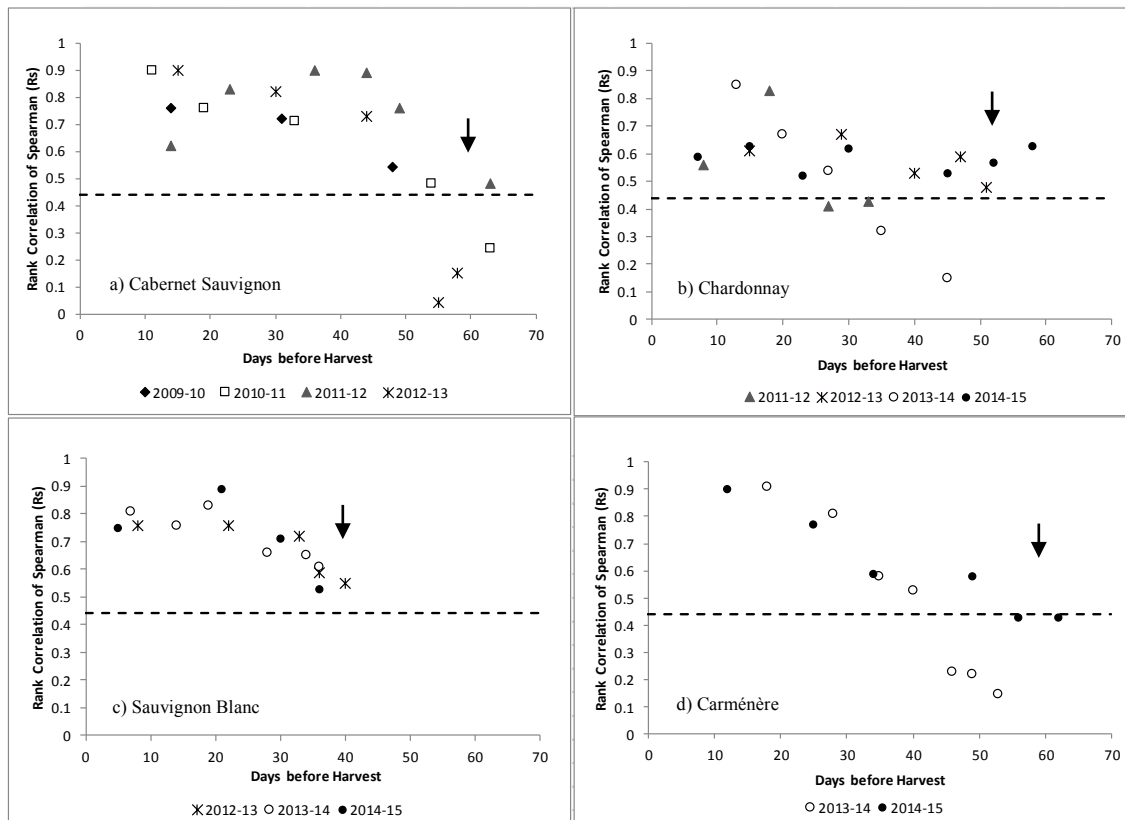 Rank Correlation of Spearman (Rs)
1
0.9
0.8
0.7
0.6
0.5
0.4
0.3
0.2
0.1
0
a) Cabernet Sauvignon
0 10 20 30 40 50 60 70
Days before Harvest
2009-10 2010-11 2011-12 2012-13
Rank Correlation of Spearman (Rs)
1
0.9
0.8
0.7
0.6
0.5
0.4
0.3
0.2
0.1
0
b) Chardonnay
0 10 20 30 40 50 60 70
Days before Harvest
2011-12 2012-13 2013-14 2014-15
Rank Correlation of Spearman (Rs)
1
0.9
0.8
0.7
0.6
0.5
0.4
0.3
0.2
0.1
0
c) Sauvignon Blanc
0 10 20 30 40 50 60 70
Days before Harvest
2012-13 2013-14 2014-15
Rank Correlation of Spearman (Rs)
1
0.9
0.8
0.7
0.6
0.5
0.4
0.3
0.2
0.1
0
d) Carménère
0 10 20 30 40 50 60 70
Days before Harvest
2013-14 2014-15